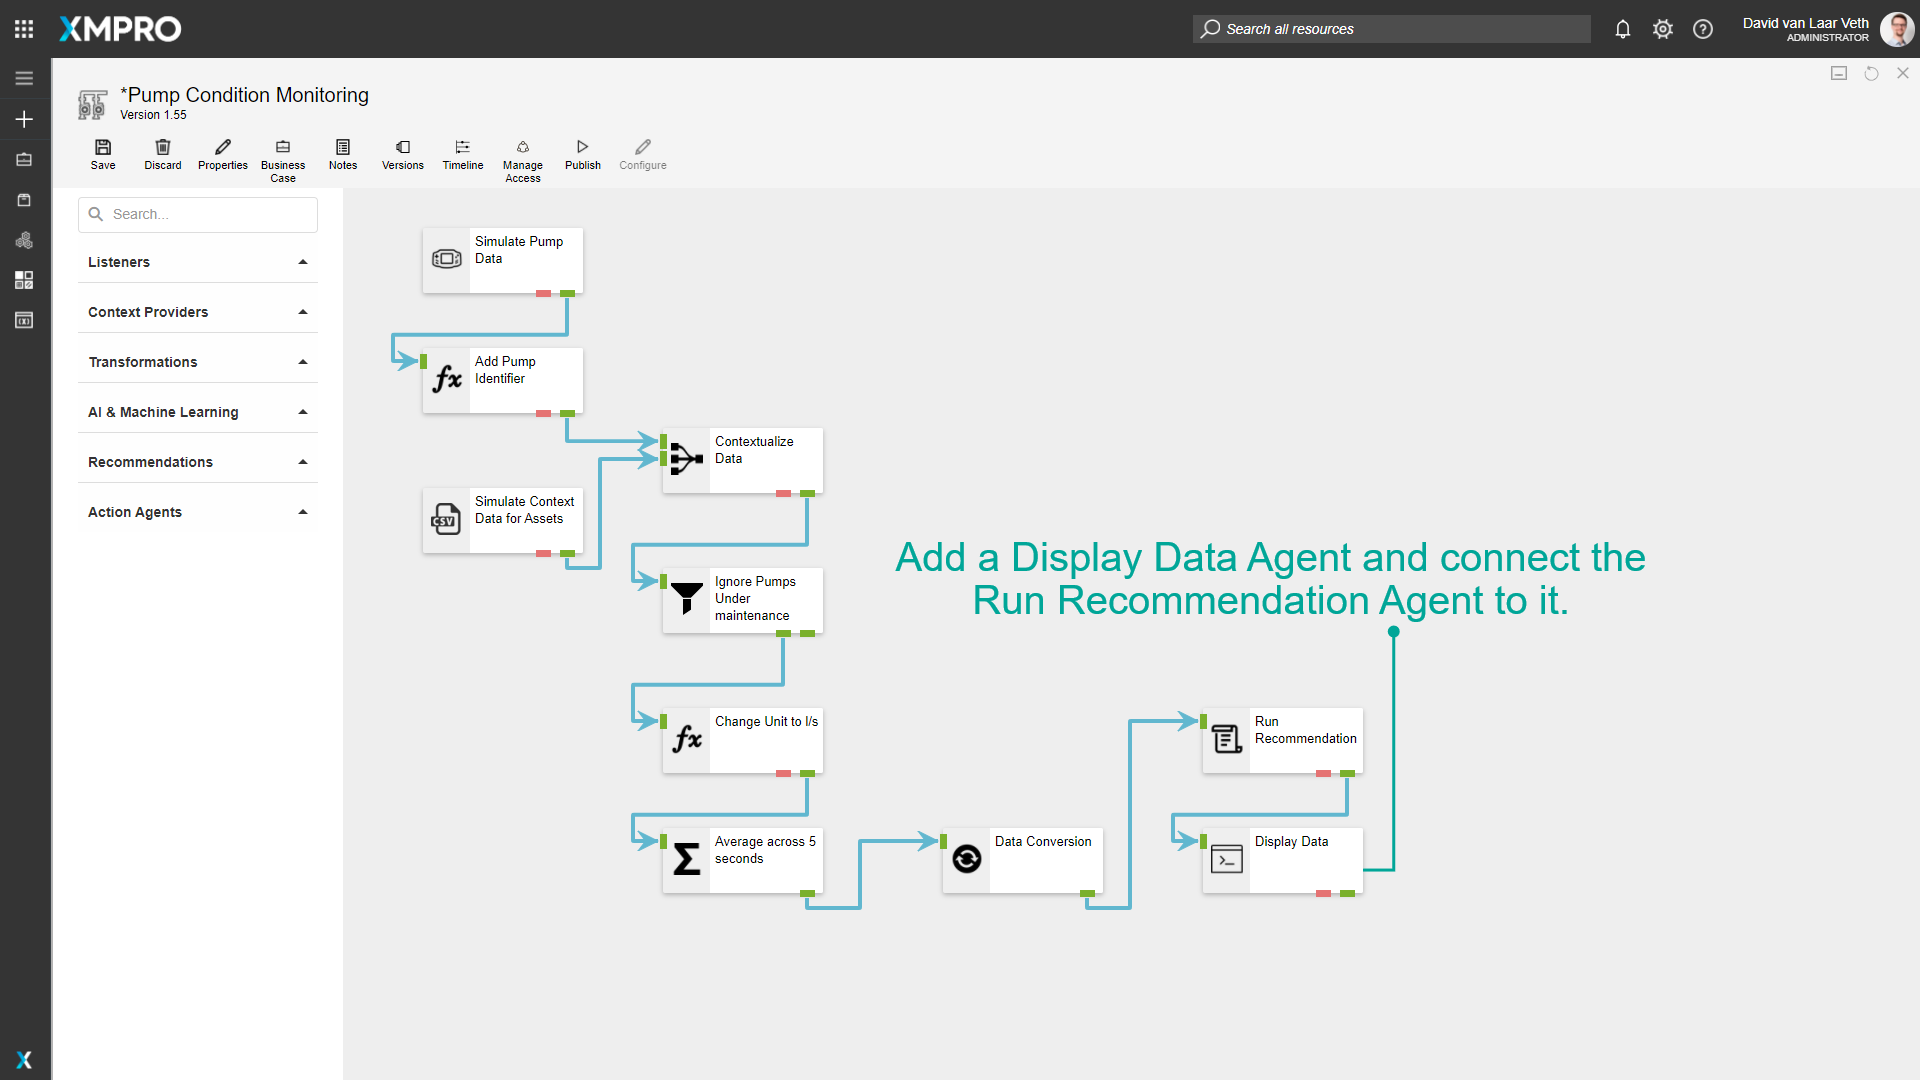 XMPRO
Search all resources
David van Laar Veth
ADMINISTRATOR
*Pump Condition Monitoring
Version 1.55
Save
Discard
Properties
Business
Case
Notes
Versions
Timeline
Manage
Access
Publish
Configure
Search...
Listeners
Context Providers
Transformations
AI & Machine Learning
Recommendations
Action Agents
Simulate Pump
Data
fx
Add Pump
Identifier
Contextualize
Data
CSV
Simulate Context
Data for Assets
Ignore Pumps
Under
maintenance
Add a Display Data Agent and connect the
Run Recommendation Agent to it.
fx
Change Unit to l/s
Run
Recommendation
Σ
Average across 5
seconds
Data Conversion
>_
Display Data
X